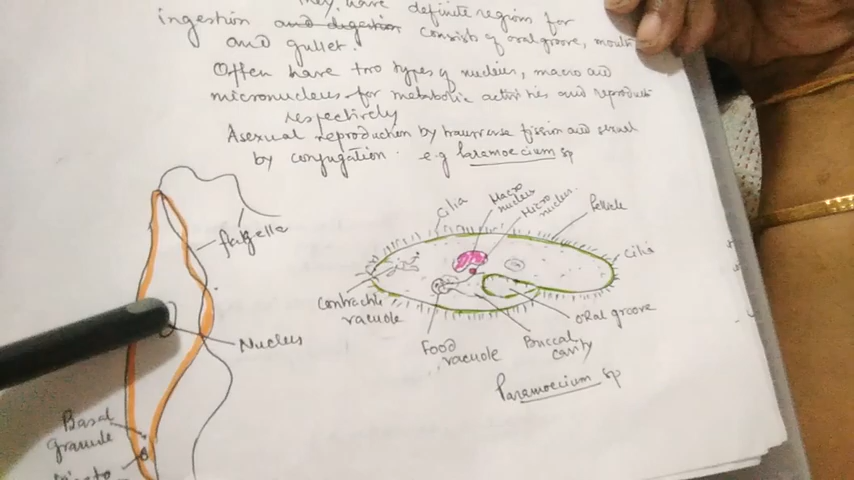 They have definite regions for
ingestion and digestion consists of oral groove, mouth
and gullet.
Often have two types of nucleus, macro and
micronucleus for metabolic activities and reproduct
respectively
Asexual reproduction by transverse fission and sexual
by conjugation. e.g Paramoecium sp
flagella
Nucleus
Basal
granule
Cilia
Macro
nucleus
Micro
nucleus.
Pellicle
Cilia
Contractile
vacuole
Food
vacuole
Buccal
cavity
Oral groove
Paramoecium sp